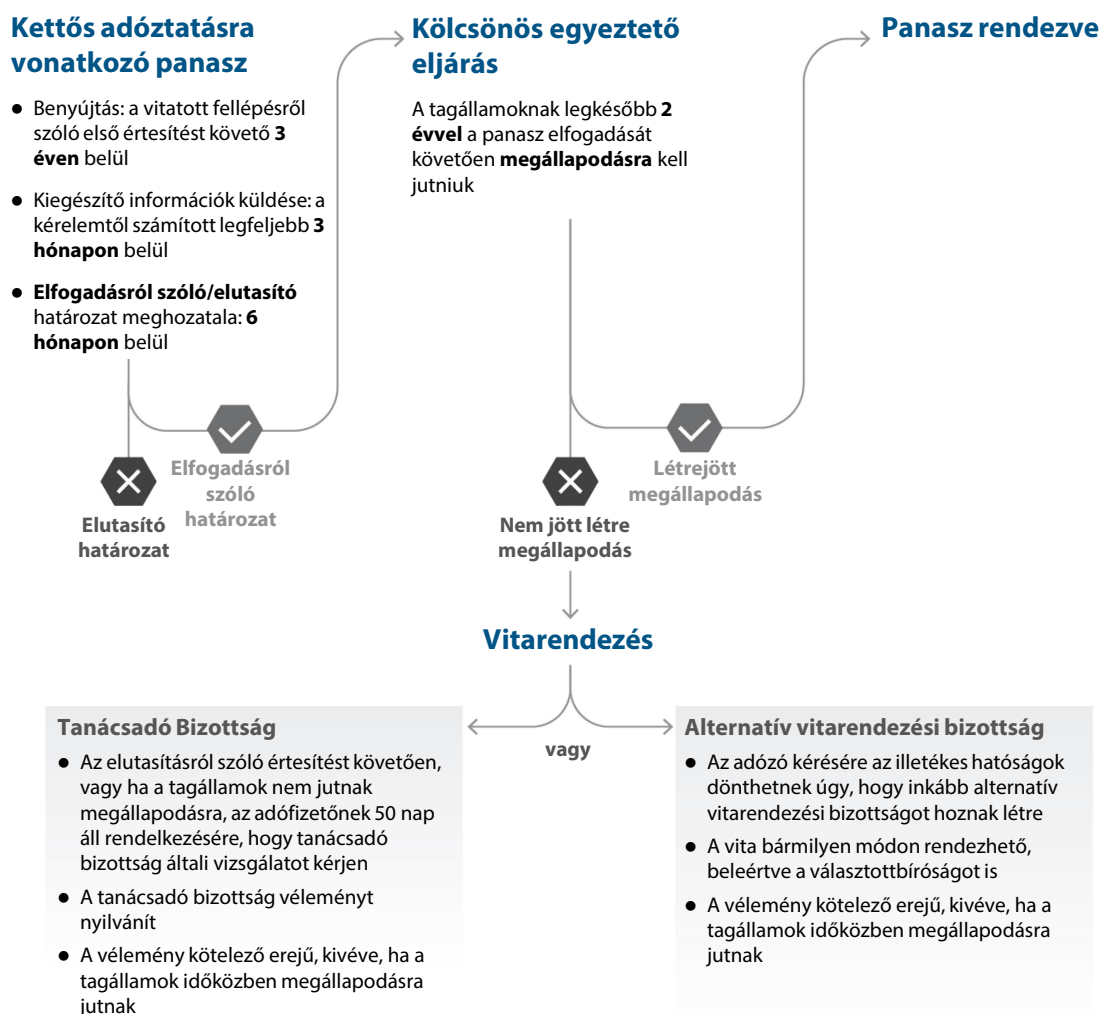 Kettős adóztatásra
vonatkozó panasz
● Benyújtás: a vitatott fellépésről
szóló első értesítést követő 3
éven belül
● Kiegészítő információk küldése: a
kérelemtől számított legfeljebb 3
hónapon belül
● Elfogadásról szóló/elutasító
határozat meghozatala: 6
hónapon belül
Elfogadásról
szóló
határozat
Elutasító
határozat
Kölcsönös egyeztető
eljárás
A tagállamoknak legkésőbb 2
évvel a panasz elfogadását
követően megállapodásra kell
jutniuk
Létrejött
megállapodás
Nem jött létre
megállapodás
Panasz rendezve
Vitarendezés
vagy
Tanácsadó Bizottság
● Az elutasításról szóló értesítést követően,
vagy ha a tagállamok nem jutnak
megállapodásra, az adófizetőnek 50 nap
áll rendelkezésére, hogy tanácsadó
bizottság általi vizsgálatot kérjen
● A tanácsadó bizottság véleményt
nyilvánít
● A vélemény kötelező erejű, kivéve, ha a
tagállamok időközben megállapodásra
jutnak
Alternatív vitarendezési bizottság
● Az adózó kérésére az illetékes hatóságok
dönthetnek úgy, hogy inkább alternatív
vitarendezési bizottságot hoznak létre
● A vita bármilyen módon rendezhető,
beleértve a választottbíróságot is
● A vélemény kötelező erejű, kivéve, ha a
tagállamok időközben megállapodásra
jutnak